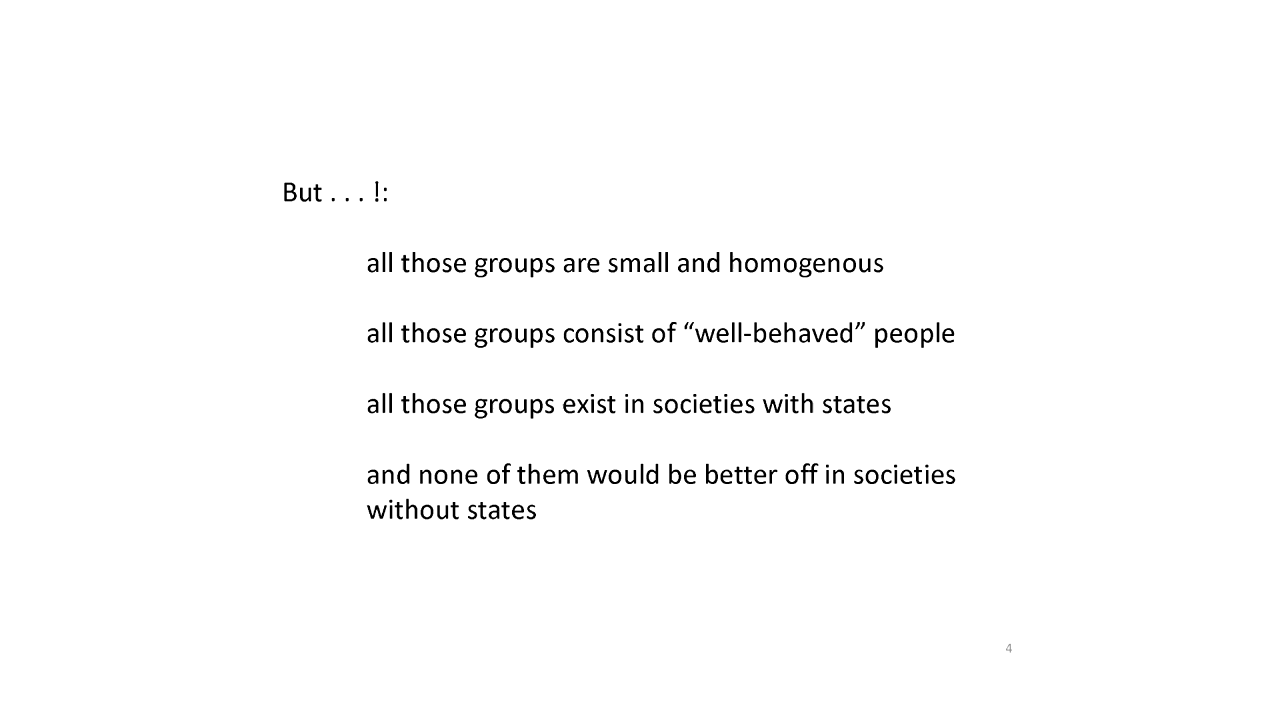 But . . . !:
all those groups are small and homogenous
all those groups consist of “well-behaved” people
all those groups exist in societies with states
and none of them would be better off in societies
without states
4